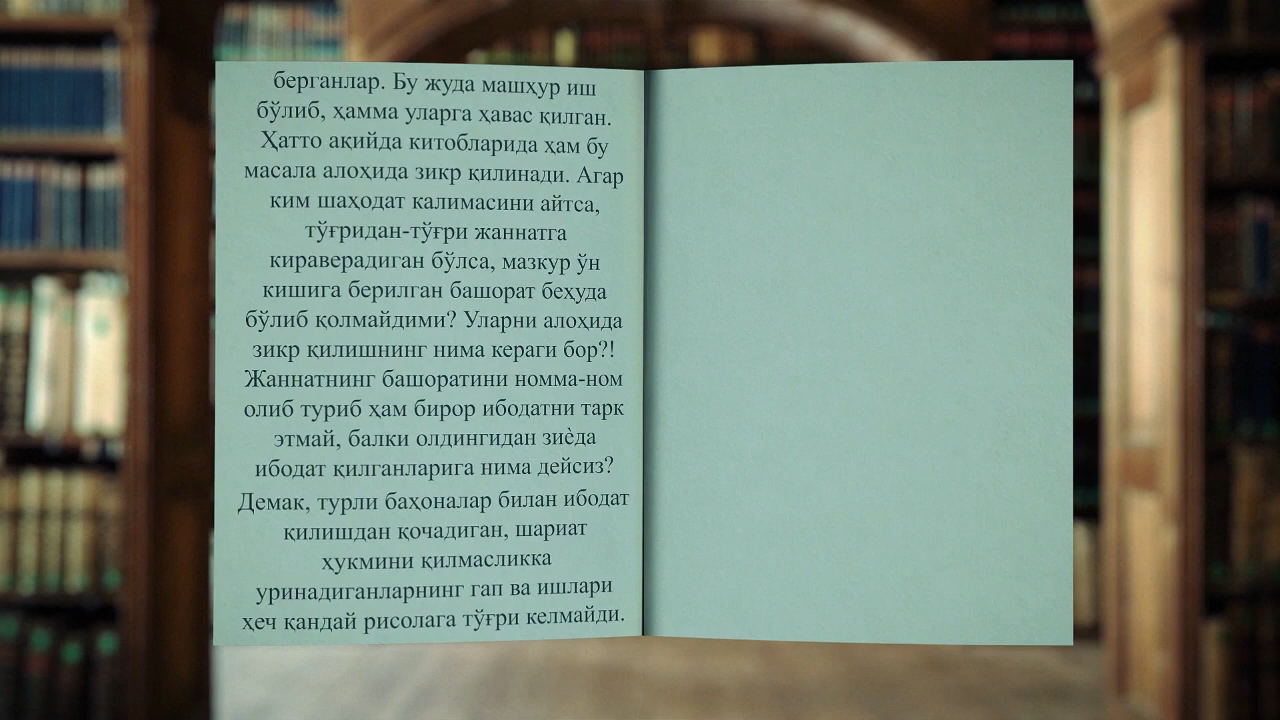 берганлар. Бу жуда машҳур иш
бўлиб, ҳамма уларга ҳавас қилган.
Ҳатто ақийда китобларида ҳам бу
масала алоҳида зикр қилинади. Агар
ким шаҳодат калимасини айтса,
тўғридан-тўғри жаннатга
кираверадиган бўлса, мазкур ўн
кишига берилган башорат беҳуда
бўлиб қолмайдими? Уларни алоҳида
зикр қилишнинг нима кераги бор?!
Жаннатнинг башоратини номма-ном
олиб туриб ҳам бирор ибодатни тарк
этмай, балки олдингидан зиѐда
ибодат қилганларига нима дейсиз?
Демак, турли баҳоналар билан ибодат
қилишдан қочадиган, шариат
ҳукмини қилмасликка
уринадиганларнинг гап ва ишлари
ҳеч қандай рисолага тўғри келмайди.